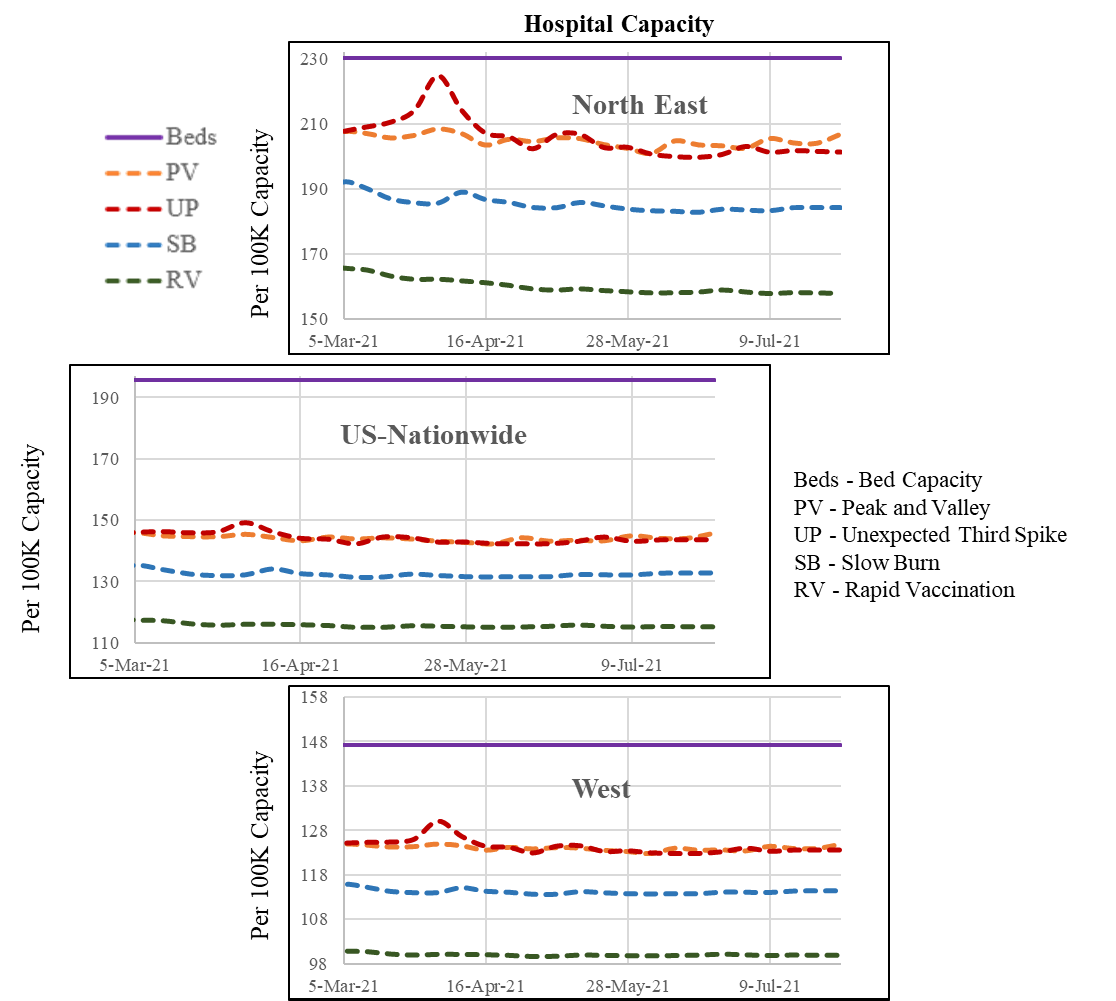 Hospital Capacity
Beds
PV
UP
SB
RV
Per 100K Capacity
230
210
190
170
150
North East
5-Mar-21 16-Apr-21 28-May-21 9-Jul-21
Per 100K Capacity
190
170
150
130
110
US-Nationwide
5-Mar-21 16-Apr-21 28-May-21 9-Jul-21
Beds - Bed Capacity
PV - Peak and Valley
UP - Unexpected Third Spike
SB - Slow Burn
RV - Rapid Vaccination
Per 100K Capacity
158
148
138
128
118
108
98
West
5-Mar-21 16-Apr-21 28-May-21 9-Jul-21